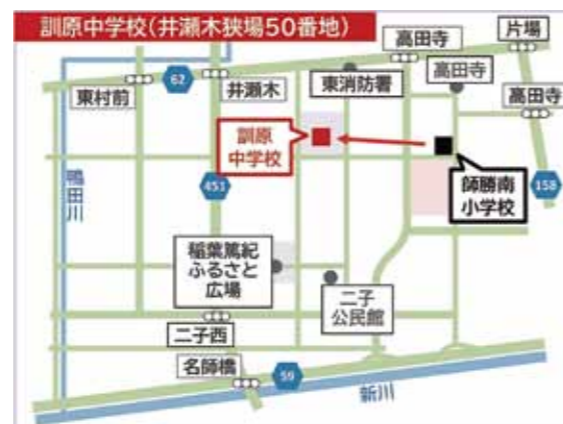 訓原中学校(井瀬木狭場50番地)
片場
高田寺
62
東村前
井瀬木
東消防署
高田寺
高田寺
訓原
中学校
鴨田川
451
師勝南
小学校
158
稲葉篤紀
ふるさと
広場
二子
公民館
二子西
名師橋
59
新川